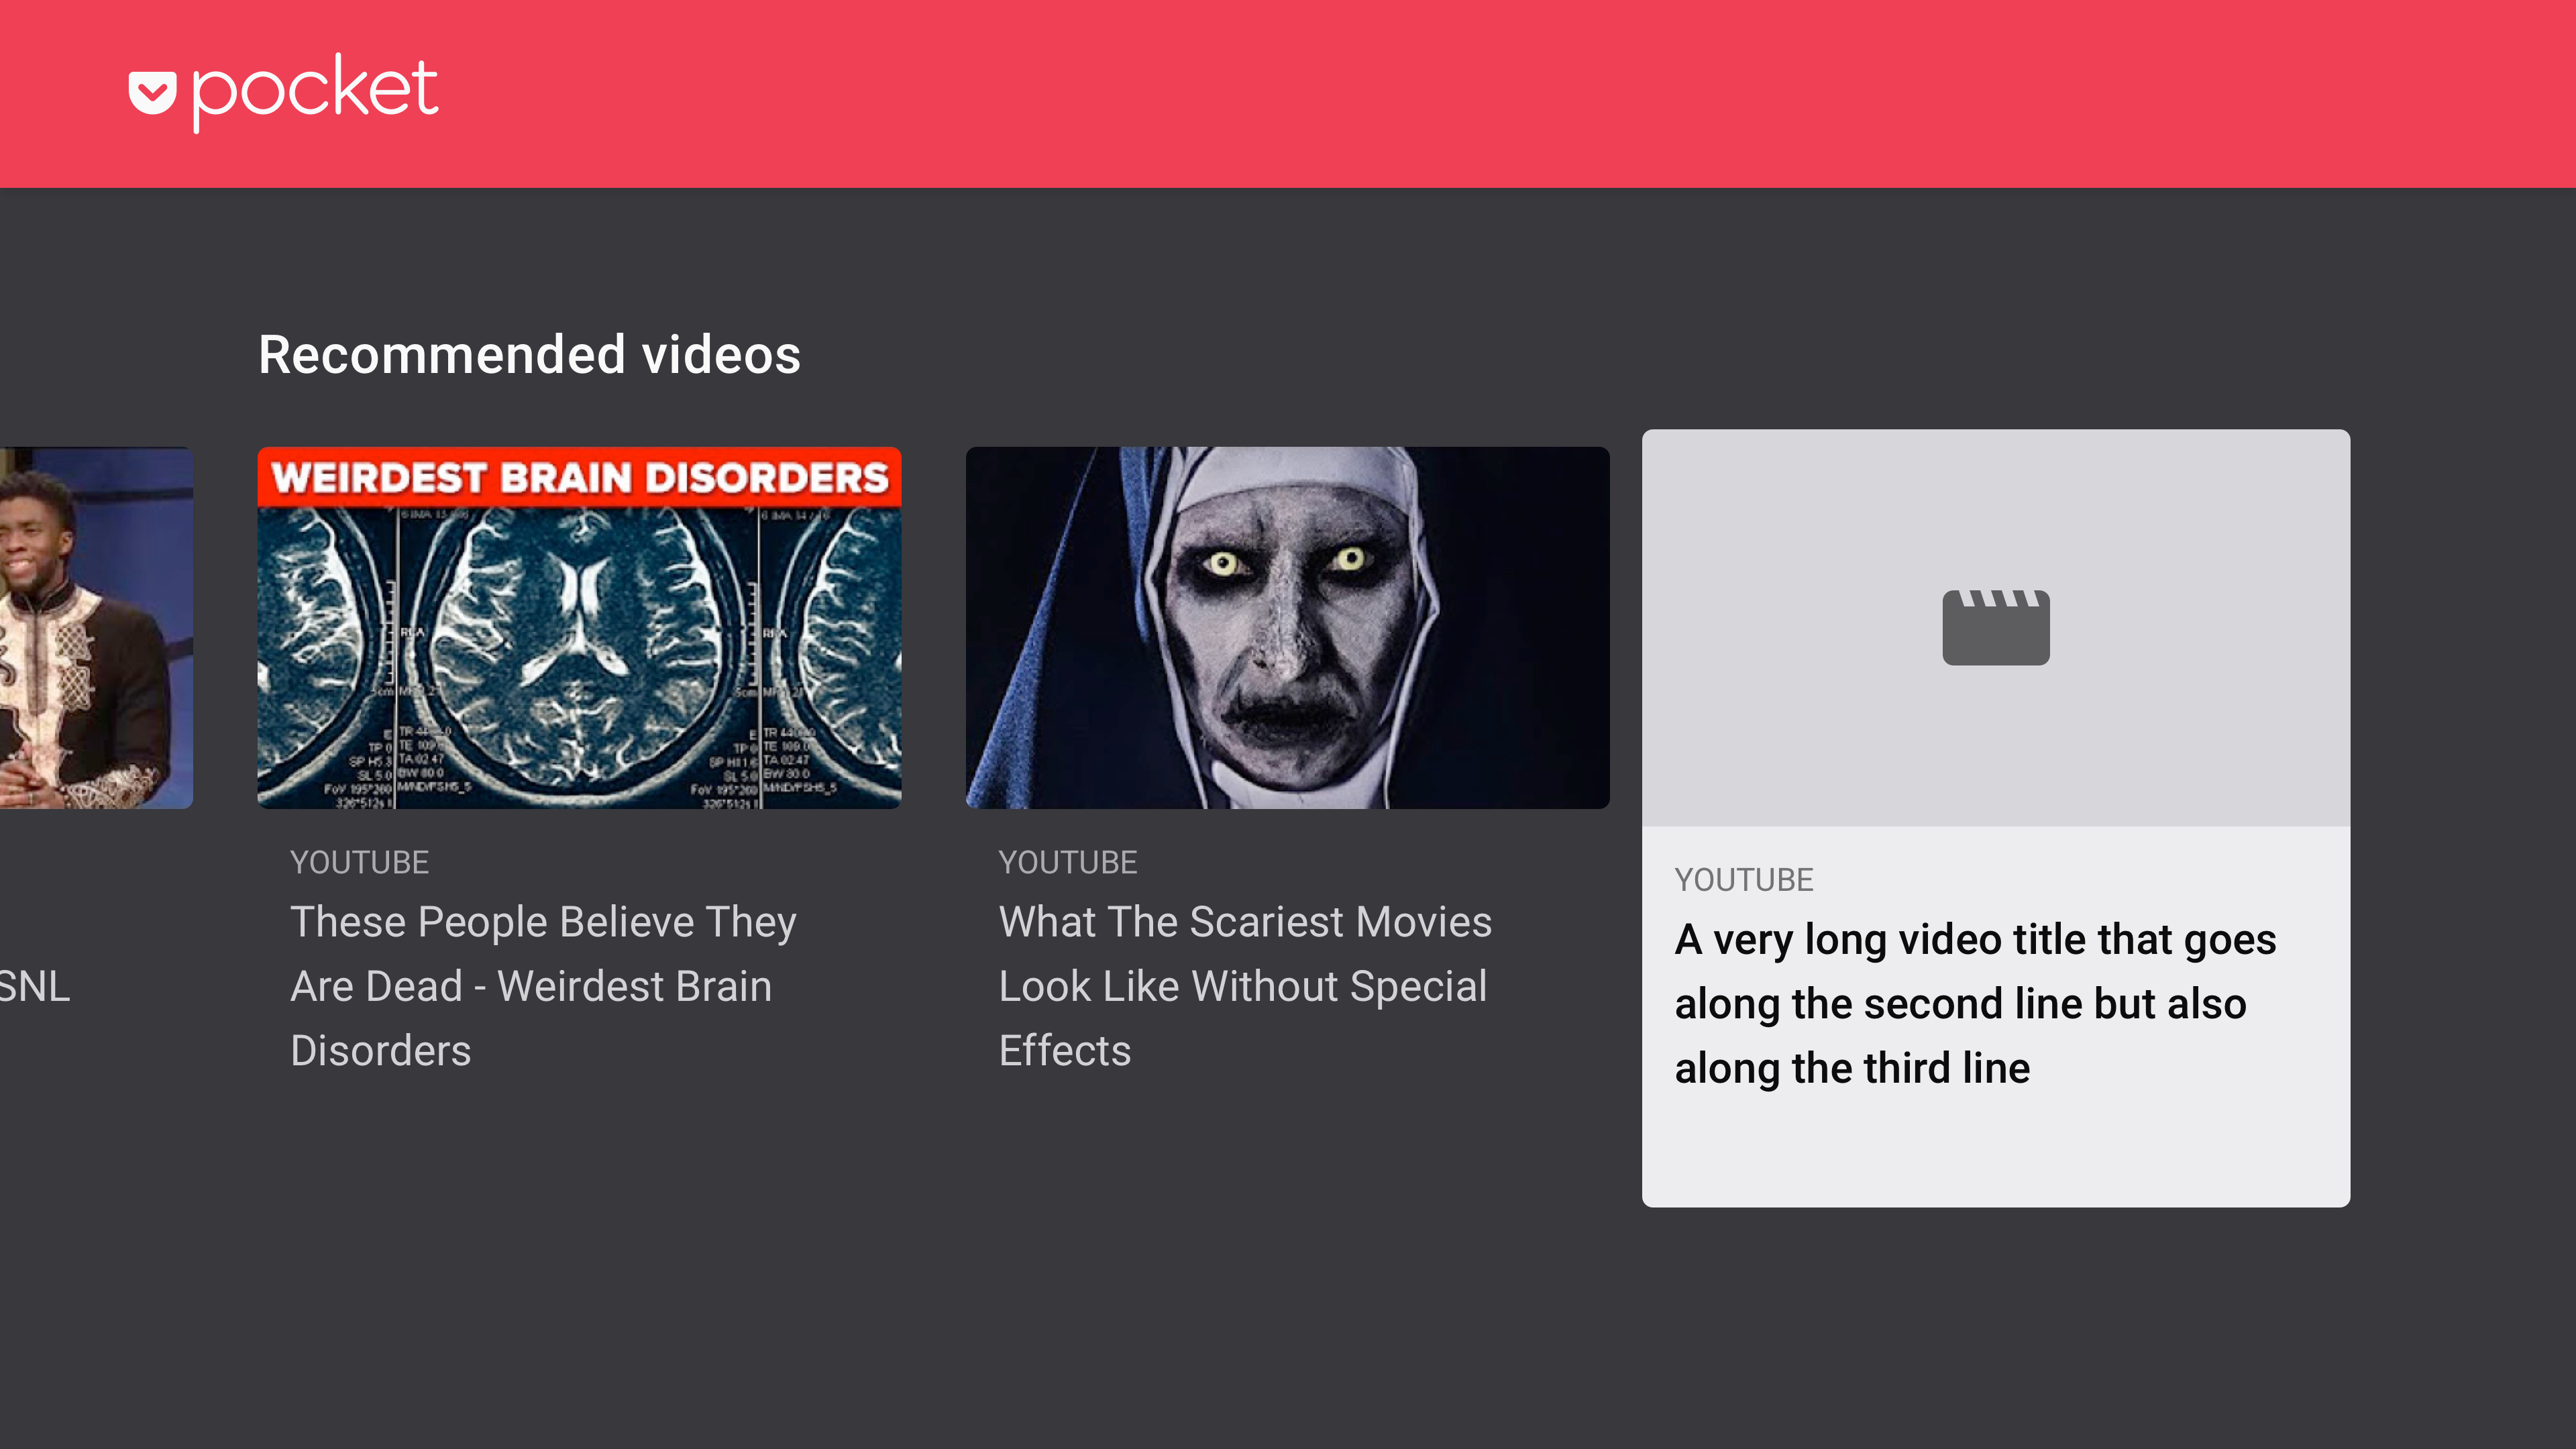 pocket
Recommended videos
SNL
WEIRDEST BRAIN DISORDERS
YOUTUBE
These People Believe They
Are Dead - Weirdest Brain
Disorders
YOUTUBE
What The Scariest Movies
Look Like Without Special
Effects
YOUTUBE
A very long video title that goes
along the second line but also
along the third line